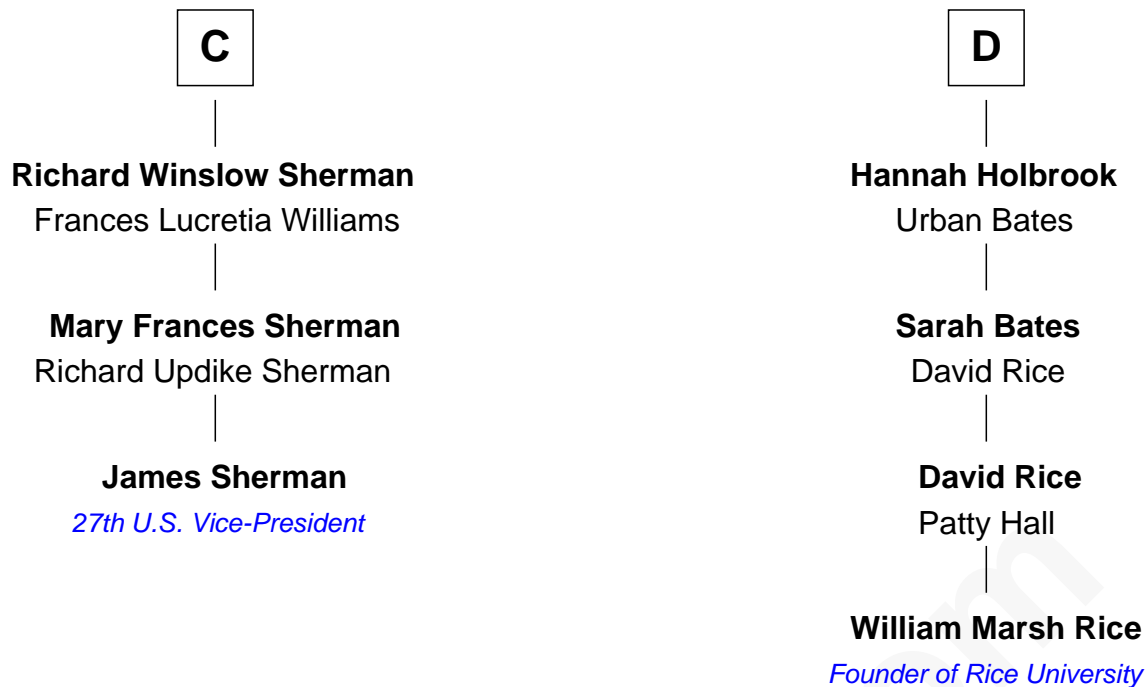 C
Richard Winslow Sherman
Frances Lucretia Williams
Mary Frances Sherman
Richard Updike Sherman
James Sherman
27th U.S. Vice-President
D
Hannah Holbrook
Urban Bates
Sarah Bates
David Rice
David Rice
Patty Hall
William Marsh Rice
Founder of Rice University